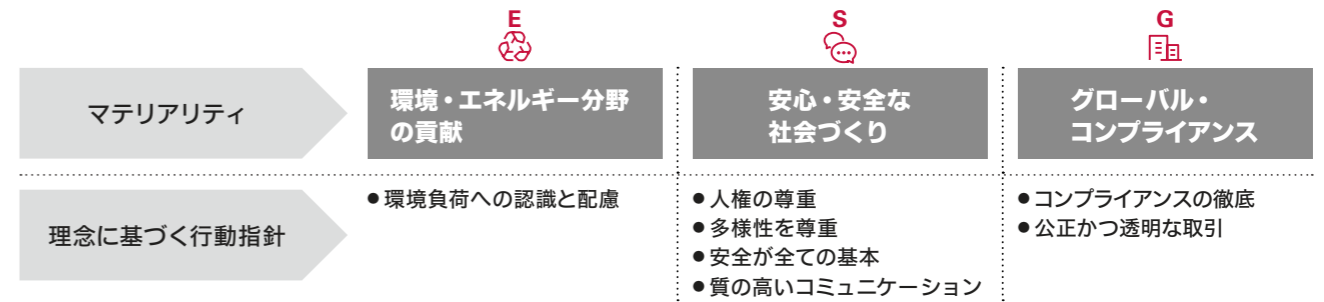 E
S
G
マテリアリティ
環境・エネルギー分野
の貢献
安心・安全な
社会づくり
グローバル・
コンプライアンス
理念に基づく行動指針
●環境負荷への認識と配慮
●人権の尊重
●多様性を尊重
●安全が全ての基本
●質の高いコミュニケーション
●コンプライアンスの徹底
●公正かつ透明な取引